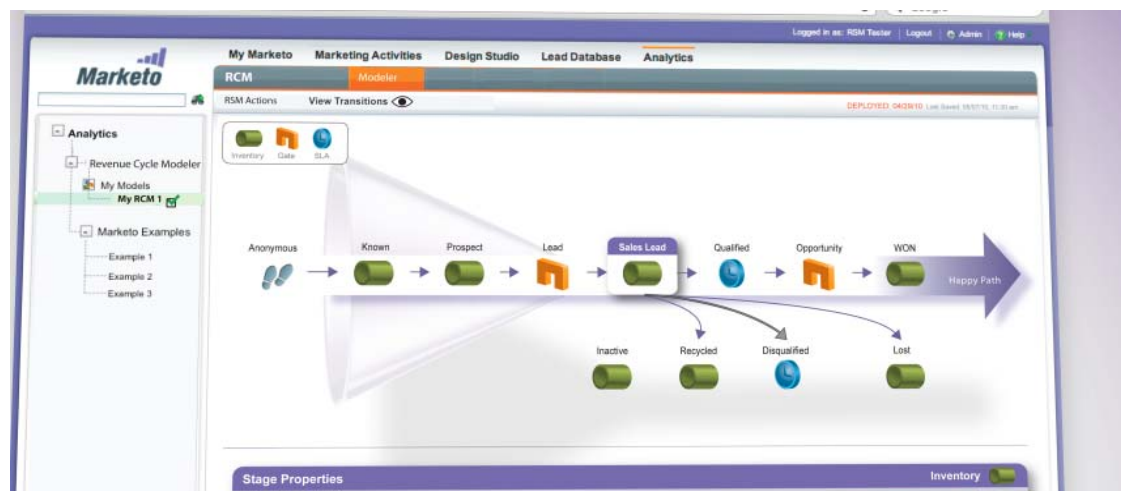 Logged in as: RSM Tester | Logout | Admin | Help
Marketo
My Marketo Marketing Activities Design Studio Lead Database Analytics
RCM Modeler
RSM Actions View Transitions
DEPLOYED 04/28/10
Inventory Gate SLA
Analytics
Revenue Cycle Modeler
My Models
My RCM 1
Marketo Examples
Example 1
Example 2
Example 3
Anonymous Known Prospect Lead Sales Lead Qualified Opportunity WON
Happy Path
Inactive Recycled Disqualified Lost
Stage Properties Inventory